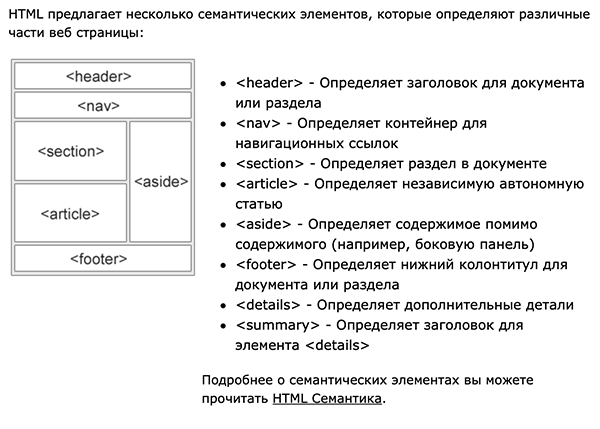 HTML предлагает несколько семантических элементов, которые определяют различные
части веб страницы:
<header>
<nav>
<section>
<aside>
<article>
<footer>
• <header> - Определяет заголовок для документа
или раздела
• <nav> - Определяет контейнер для
навигационных ссылок
• <section> - Определяет раздел в документе
• <article> - Определяет независимую автономную
статью
• <aside> - Определяет содержимое помимо
содержимого (например, боковую панель)
• <footer> - Определяет нижний колонтитул для
документа или раздела
• <details> - Определяет дополнительные детали
• <summary> - Определяет заголовок для
элемента <details>
Подробнее о семантических элементах вы можете
прочитать HTML Семантика.